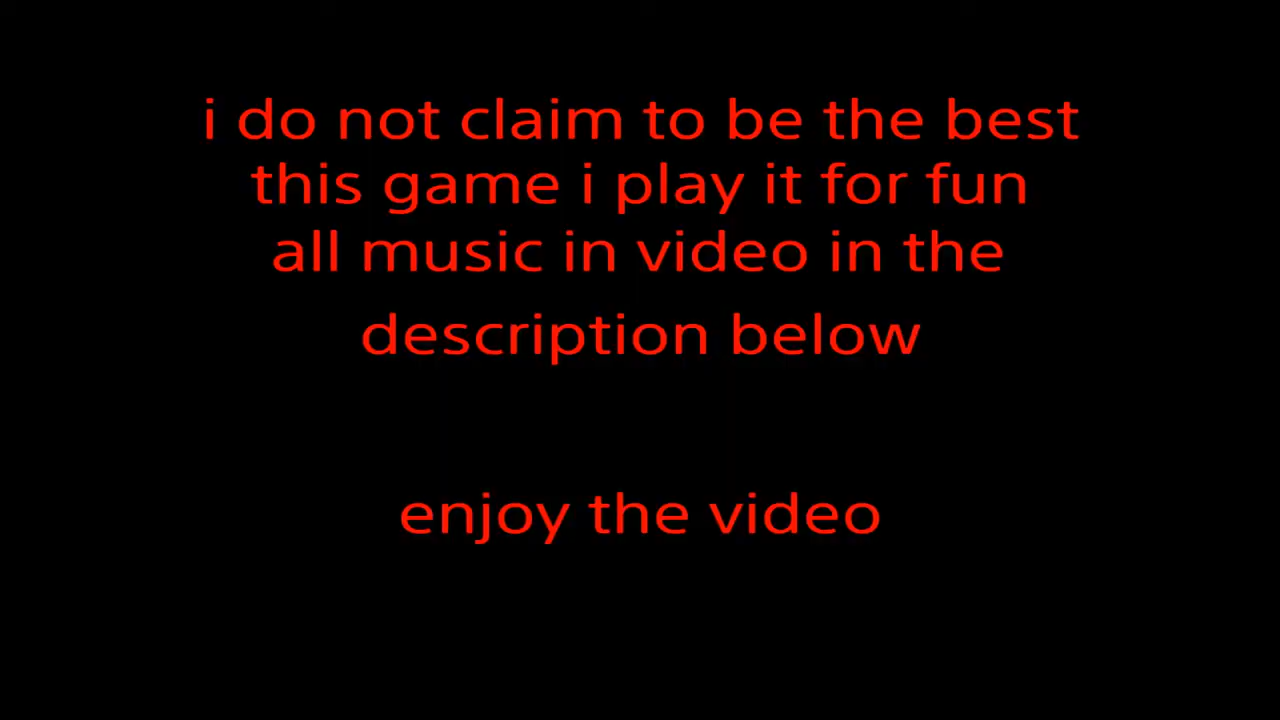 i do not claim to be the best
this game i play it for fun
all music in video in the
description below
enjoy the video